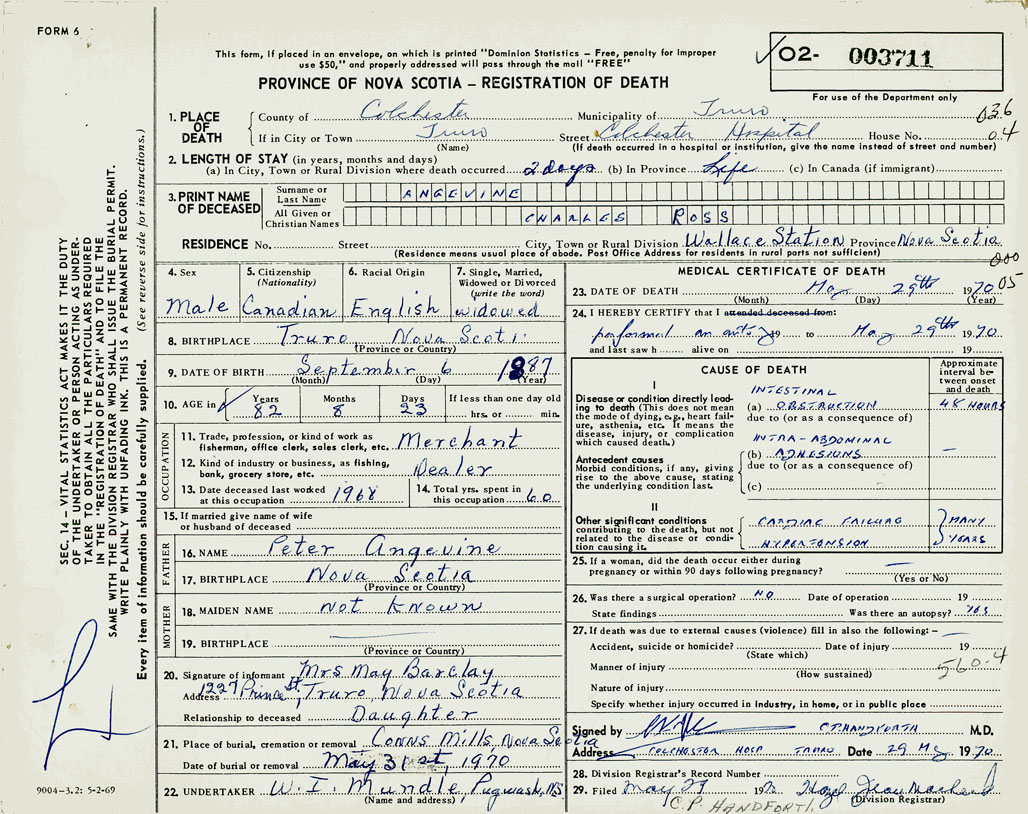 FORM 6
This form, if placed in an envelope, on which is printed "Dominion Statistics – Free, penalty for improper
use $50," and properly addressed will pass through the mail "FREE"
PROVINCE OF NOVA SCOTIA – REGISTRATION OF DEATH
O2- 003711
For use of the Department only
036
04
1. PLACE OF DEATH
County of Colchester Municipality of Truro
If in City or Town Truro Street Colchester Hospital House No.
(Name) (If death occurred in a hospital or institution, give the name instead of street and number)
2. LENGTH OF STAY (in years, months and days)
(a) In City, Town or Rural Division where death occurred 2 days (b) In Province Life (c) In Canada (if immigrant)
3. PRINT NAME OF DECEASED
Surname or Last Name ANGEVINE
All Given or Christian Names CHARLES ROSS
RESIDENCE No. Street City, Town or Rural Division Wallace Station Province Nova Scotia
(Residence means usual place of abode. Post Office Address for residents in rural parts not sufficient)
000
05
4. Sex
Male
5. Citizenship
(Nationality)
Canadian
6. Racial Origin
English
7. Single, Married,
Widowed or Divorced
(write the word)
widowed
8. BIRTHPLACE Truro Nova Scoti
(Province or Country)
9. DATE OF BIRTH September 6 1887
(Month) (Day) (Year)
10. AGE in
Years 82
Months 8
Days 23
If less than one day old
hrs. or min.
OCCUPATION
11. Trade, profession, or kind of work as
fisherman, office clerk, sales clerk, etc. Merchant
12. Kind of industry or business, as fishing,
bank, grocery store, etc. Dealer
13. Date deceased last worked
at this occupation 1968
14. Total yrs. spent in
this occupation 60
15. If married give name of wife
or husband of deceased
FATHER
16. NAME Peter Angevine
17. BIRTHPLACE Nova Scotia
(Province or Country)
MOTHER
18. MAIDEN NAME Not Known
19. BIRTHPLACE
(Province or Country)
20. Signature of informant Mrs May Barclay
Address 1227 Prince St, Truro Nova Scotia
Relationship to deceased Daughter
21. Place of burial, cremation or removal Conns Mills, Nova Scotia
Date of burial or removal May 31st, 1970
22. UNDERTAKER W. I. Mundle, Pugwash, NS
(Name and address)
MEDICAL CERTIFICATE OF DEATH
23. DATE OF DEATH May 29th 1970
(Month) (Day) (Year)
24. I HEREBY CERTIFY that I attended deceased from:
performed an 19 to May 29th 1970
and last saw h alive on 19
CAUSE OF DEATH
Approximate interval between onset and death
I
Disease or condition directly leading to death (This does not mean the mode of dying, e.g., heart failure, asthenia, etc. It means the disease, injury, or complication which caused death.)
INTESTINAL
(a) OBSTRUCTION 48 HOURS
due to (or as a consequence of)
Antecedent causes
Morbid conditions, if any, giving rise to the above cause, stating the underlying condition last.
INTRA-ABDOMINAL
(b) ADHESIONS –
due to (or as a consequence of)
(c)
II
Other significant conditions
contributing to the death, but not related to the disease or condition causing it.
CARDIAC FAILURE
HYPERTENSION
MANY
YEARS
25. If a woman, did the death occur either during
pregnancy or within 90 days following pregnancy? —
(Yes or No)
26. Was there a surgical operation? NO Date of operation 19
State findings Was there an autopsy? YES
27. If death was due to external causes (violence) fill in also the following: –
Accident, suicide or homicide? Date of injury 19
(State which)
560.4
Manner of injury
(How sustained)
Nature of injury
Specify whether injury occurred in industry, in home, or in public place
Signed by C.P. HANDFORTH M.D.
Address COLCHESTER HOSP TRURO Date 29 May 1970
28. Division Registrar's Record Number
29. Filed May 29 1970
(Division Registrar)
C.P. HANDFORTH
SEC. 14 – VITAL STATISTICS ACT MAKES IT THE DUTY
OF THE UNDERTAKER OR PERSON ACTING AS UNDER-
TAKER TO OBTAIN ALL THE PARTICULARS REQUIRED
IN THE "REGISTRATION OF DEATH" AND TO FILE THE
SAME WITH THE DIVISION REGISTRAR WHO SHALL ISSUE THE BURIAL PERMIT.
WRITE PLAINLY WITH UNFADING INK. THIS IS A PERMANENT RECORD.
Every item of information should be carefully supplied. (See reverse side for instructions.)
9004-3.2: 5-2-69